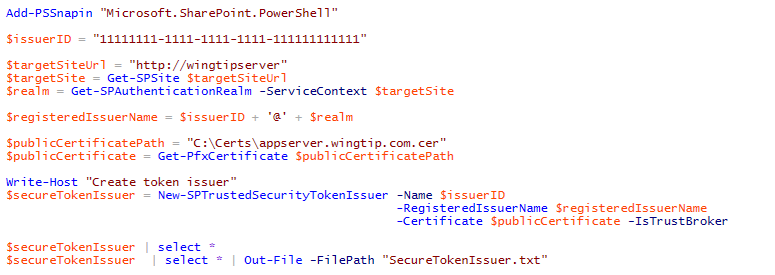 Add-PSSnapin "Microsoft.SharePoint.PowerShell"
$issuerID = "11111111-1111-1111-1111-111111111111"
$targetSiteUrl = "http://wingtipserver"
$targetSite = Get-SPSite $targetSiteUrl
$realm = Get-SPAuthenticationRealm -ServiceContext $targetSite
$registeredIssuerName = $issuerID + '@' + $realm
$publicCertificatePath = "C:\Certs\appserver.wingtip.com.cer"
$publicCertificate = Get-PfxCertificate $publicCertificatePath
Write-Host "Create token issuer"
$secureTokenIssuer = New-SPTrustedSecurityTokenIssuer -Name $issuerID
-RegisteredIssuerName $registeredIssuerName
-Certificate $publicCertificate -IsTrustBroker
$secureTokenIssuer | select *
$secureTokenIssuer  | select * | Out-File -FilePath "SecureTokenIssuer.txt"